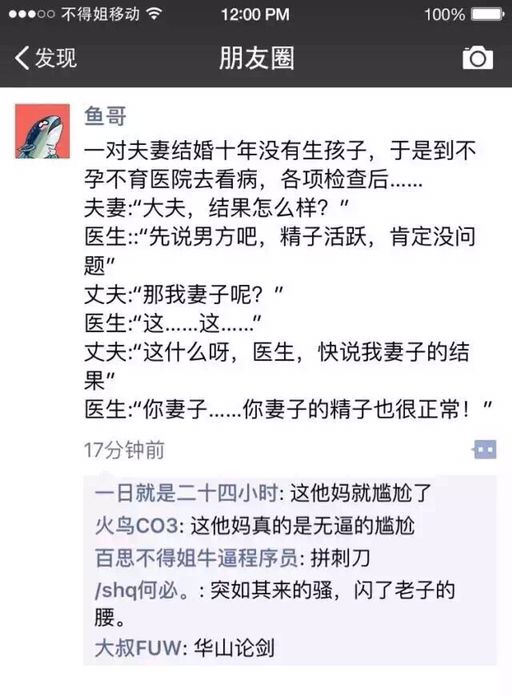 不得姐移动 12:00 PM 100%
发现 朋友圈
鱼哥
一对夫妻结婚十年没有生孩子，于是到不
孕不育医院去看病，各项检查后……
夫妻:“大夫，结果怎么样？”
医生::“先说男方吧，精子活跃，肯定没问
题”
丈夫:“那我妻子呢？”
医生:“这……这……”
丈夫:“这什么呀，医生，快说我妻子的结
果”
医生:“你妻子……你妻子的精子也很正常！”
17分钟前
一日就是二十四小时: 这他妈就尴尬了
火鸟CO3: 这他妈真的是无逼的尴尬
百思不得姐牛逼程序员: 拼刺刀
/shq何必。: 突如其来的骚，闪了老子的
腰。
大叔FUW: 华山论剑